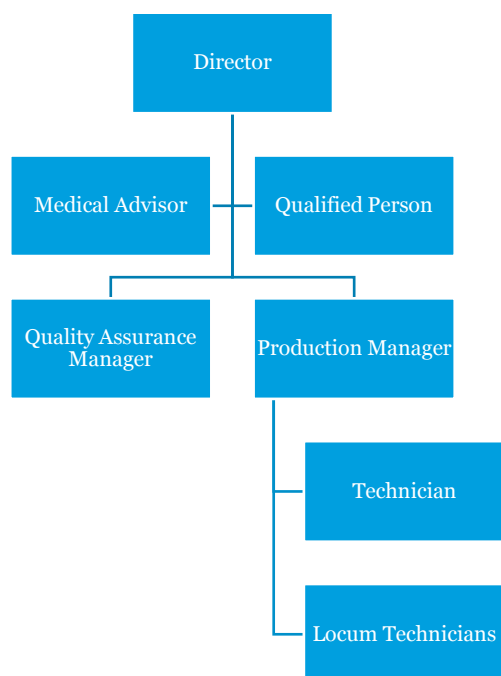 Director
Medical Advisor
Qualified Person
Quality Assurance
Manager
Production Manager
Technician
Locum Technicians